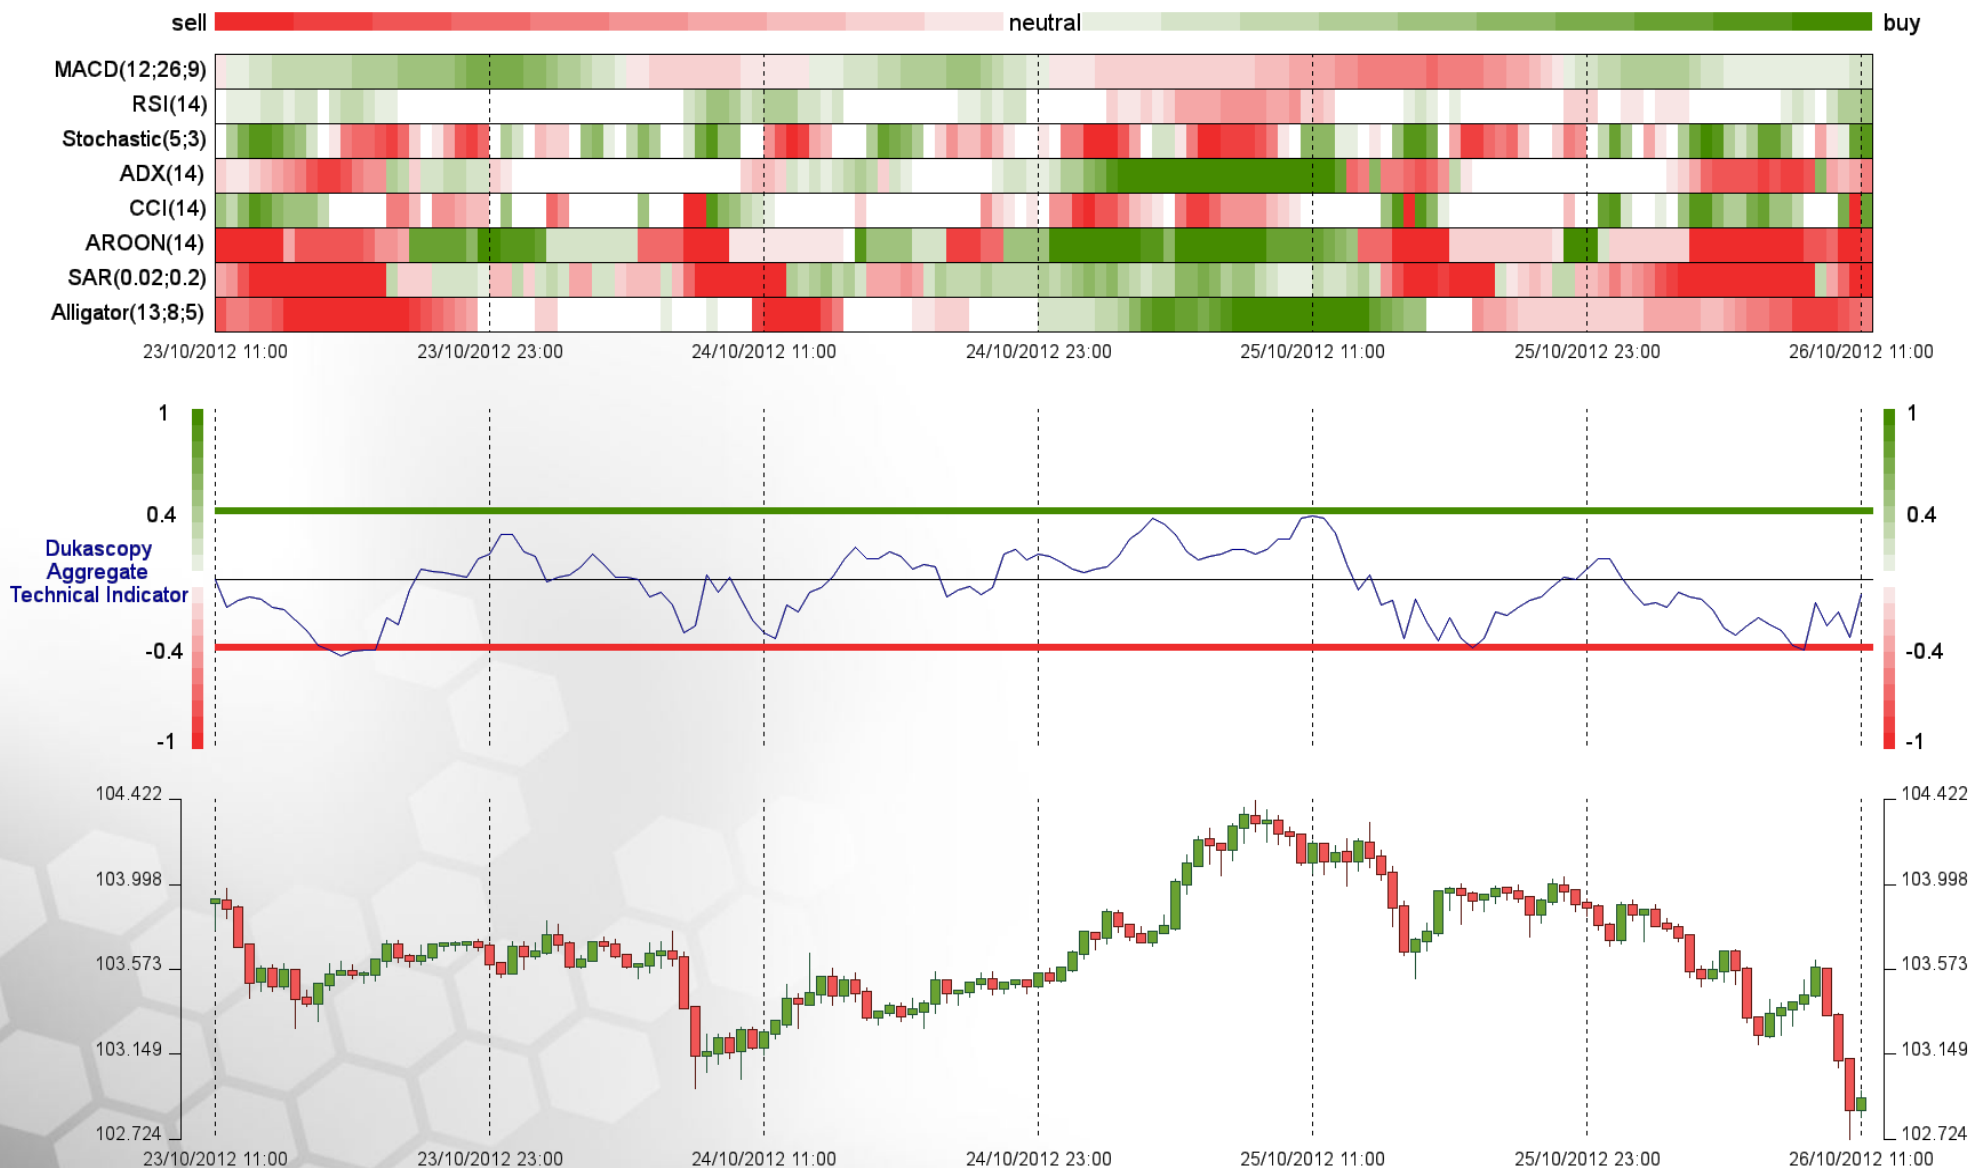 sell neutral buy
MACD(12;26;9)
RSI(14)
Stochastic(5;3)
ADX(14)
CCI(14)
AROON(14)
SAR(0.02;0.2)
Alligator(13;8;5)
23/10/2012 11:00 23/10/2012 23:00 24/10/2012 11:00 24/10/2012 23:00 25/10/2012 11:00 25/10/2012 23:00 26/10/2012 11:00
1 1
0.4 0.4
Dukascopy
Aggregate
Technical Indicator
-0.4 -0.4
-1 -1
104.422 104.422
103.998 103.998
103.573 103.573
103.149 103.149
102.724 102.724
23/10/2012 11:00 23/10/2012 23:00 24/10/2012 11:00 24/10/2012 23:00 25/10/2012 11:00 25/10/2012 23:00 26/10/2012 11:00